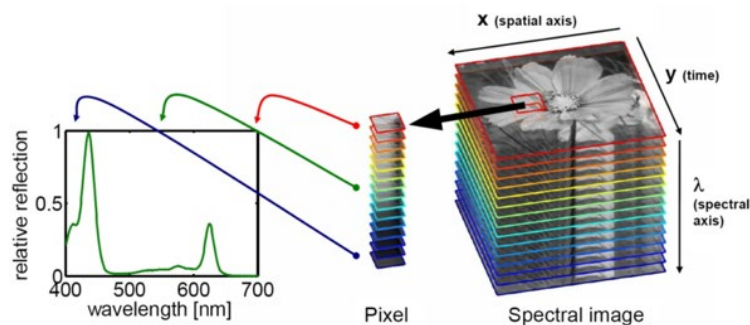 x (spatial axis)
y (time)
λ
(spectral
axis)
relative reflection
1
0.5
0
400 500 600 700
wavelength [nm]
Pixel
Spectral image